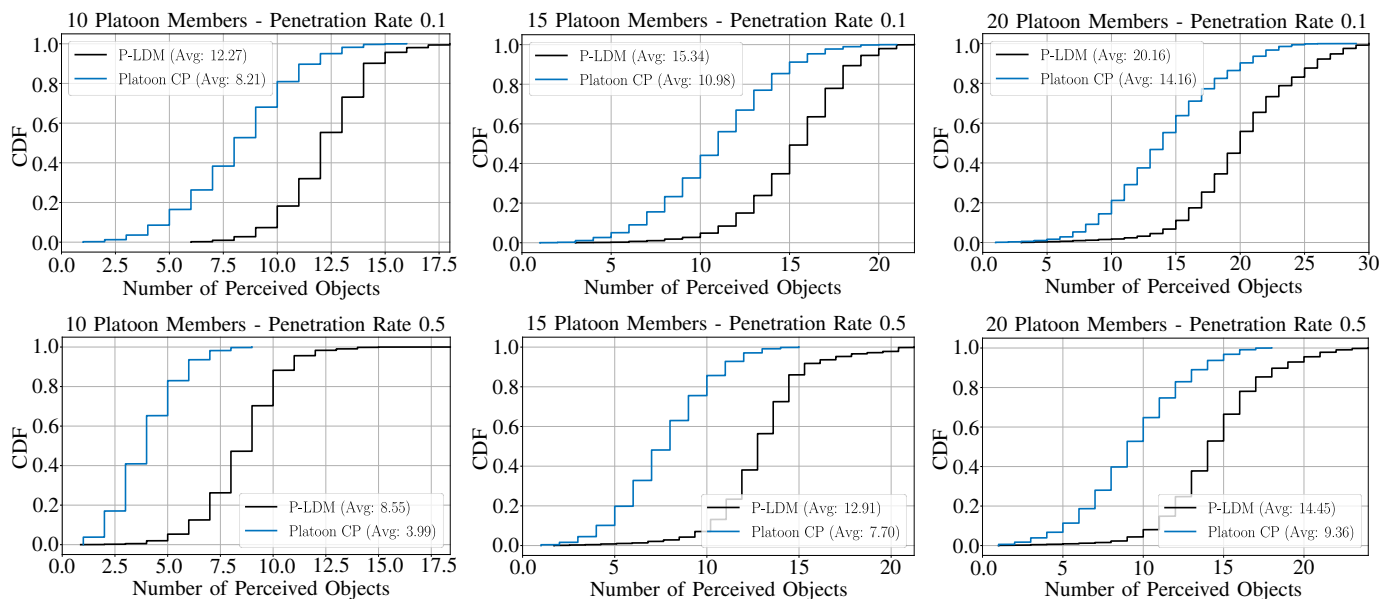 10 Platoon Members - Penetration Rate 0.1
1.0
0.8
0.6
0.4
0.2
0.0
CDF
P-LDM (Avg: 12.27)
Platoon CP (Avg: 8.21)
0.0 2.5 5.0 7.5 10.0 12.5 15.0 17.5
Number of Perceived Objects
15 Platoon Members - Penetration Rate 0.1
1.0
0.8
0.6
0.4
0.2
0.0
CDF
P-LDM (Avg: 15.34)
Platoon CP (Avg: 10.98)
0.0 5 10 15 20
Number of Perceived Objects
20 Platoon Members - Penetration Rate 0.1
1.0
0.8
0.6
0.4
0.2
0.0
CDF
P-LDM (Avg: 20.16)
Platoon CP (Avg: 14.16)
0.0 5 10 15 20 25 30
Number of Perceived Objects
10 Platoon Members - Penetration Rate 0.5
1.0
0.8
0.6
0.4
0.2
0.0
CDF
P-LDM (Avg: 8.55)
Platoon CP (Avg: 3.99)
0.0 2.5 5.0 7.5 10.0 12.5 15.0 17.5
Number of Perceived Objects
15 Platoon Members - Penetration Rate 0.5
1.0
0.8
0.6
0.4
0.2
0.0
CDF
P-LDM (Avg: 12.91)
Platoon CP (Avg: 7.70)
0.0 5 10 15 20
Number of Perceived Objects
20 Platoon Members - Penetration Rate 0.5
1.0
0.8
0.6
0.4
0.2
0.0
CDF
P-LDM (Avg: 14.45)
Platoon CP (Avg: 9.36)
0.0 5 10 15 20
Number of Perceived Objects